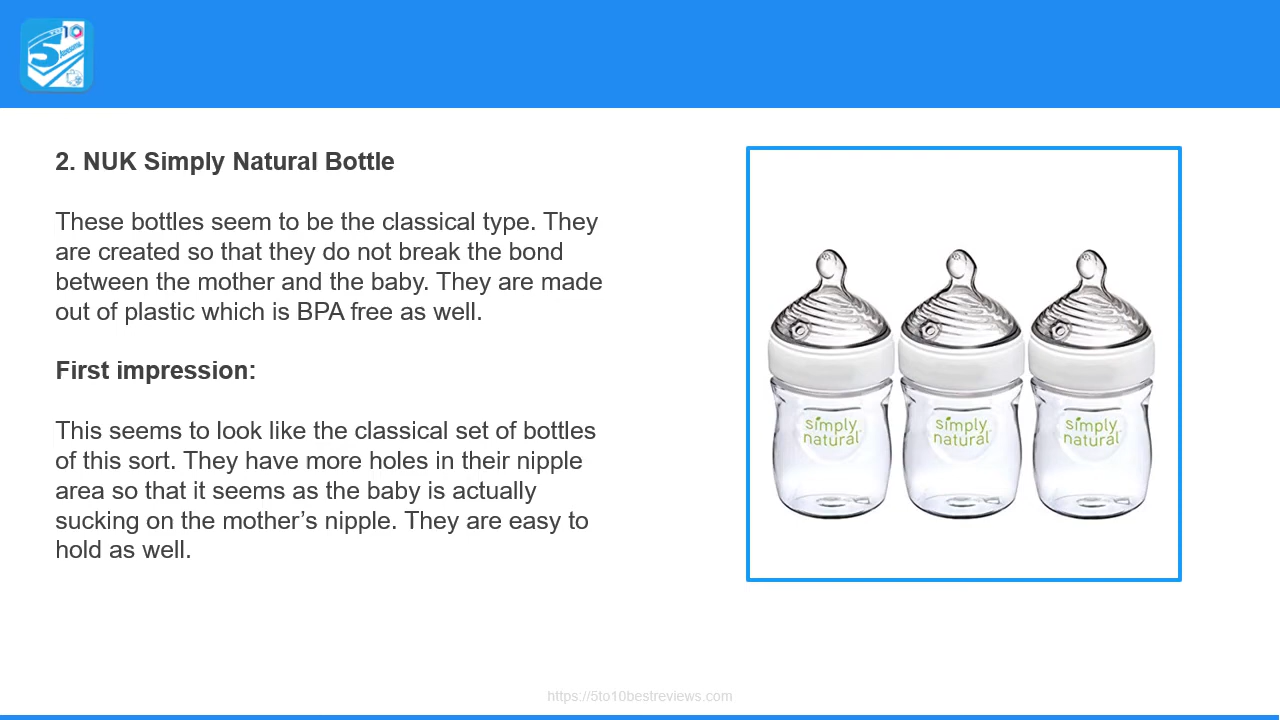 2. NUK Simply Natural Bottle
These bottles seem to be the classical type. They
are created so that they do not break the bond
between the mother and the baby. They are made
out of plastic which is BPA free as well.
First impression:
This seems to look like the classical set of bottles
of this sort. They have more holes in their nipple
area so that it seems as the baby is actually
sucking on the mother’s nipple. They are easy to
hold as well.
simply
natural
simply
natural
simply
natural
https://5to10bestreviews.com